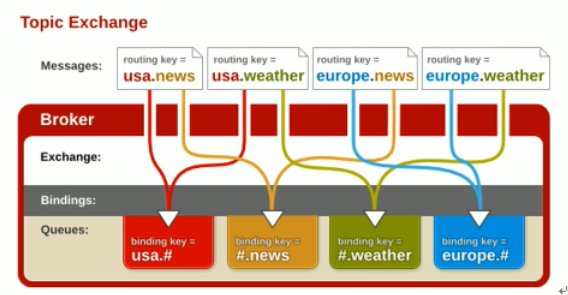 Topic Exchange
Messages:
routing key =
usa.news
routing key =
usa.weather
routing key =
europe.news
routing key =
europe.weather
Broker
Exchange:
Bindings:
Queues:
binding key =
usa.#
binding key =
#.news
binding key =
#.weather
binding key =
europe.#